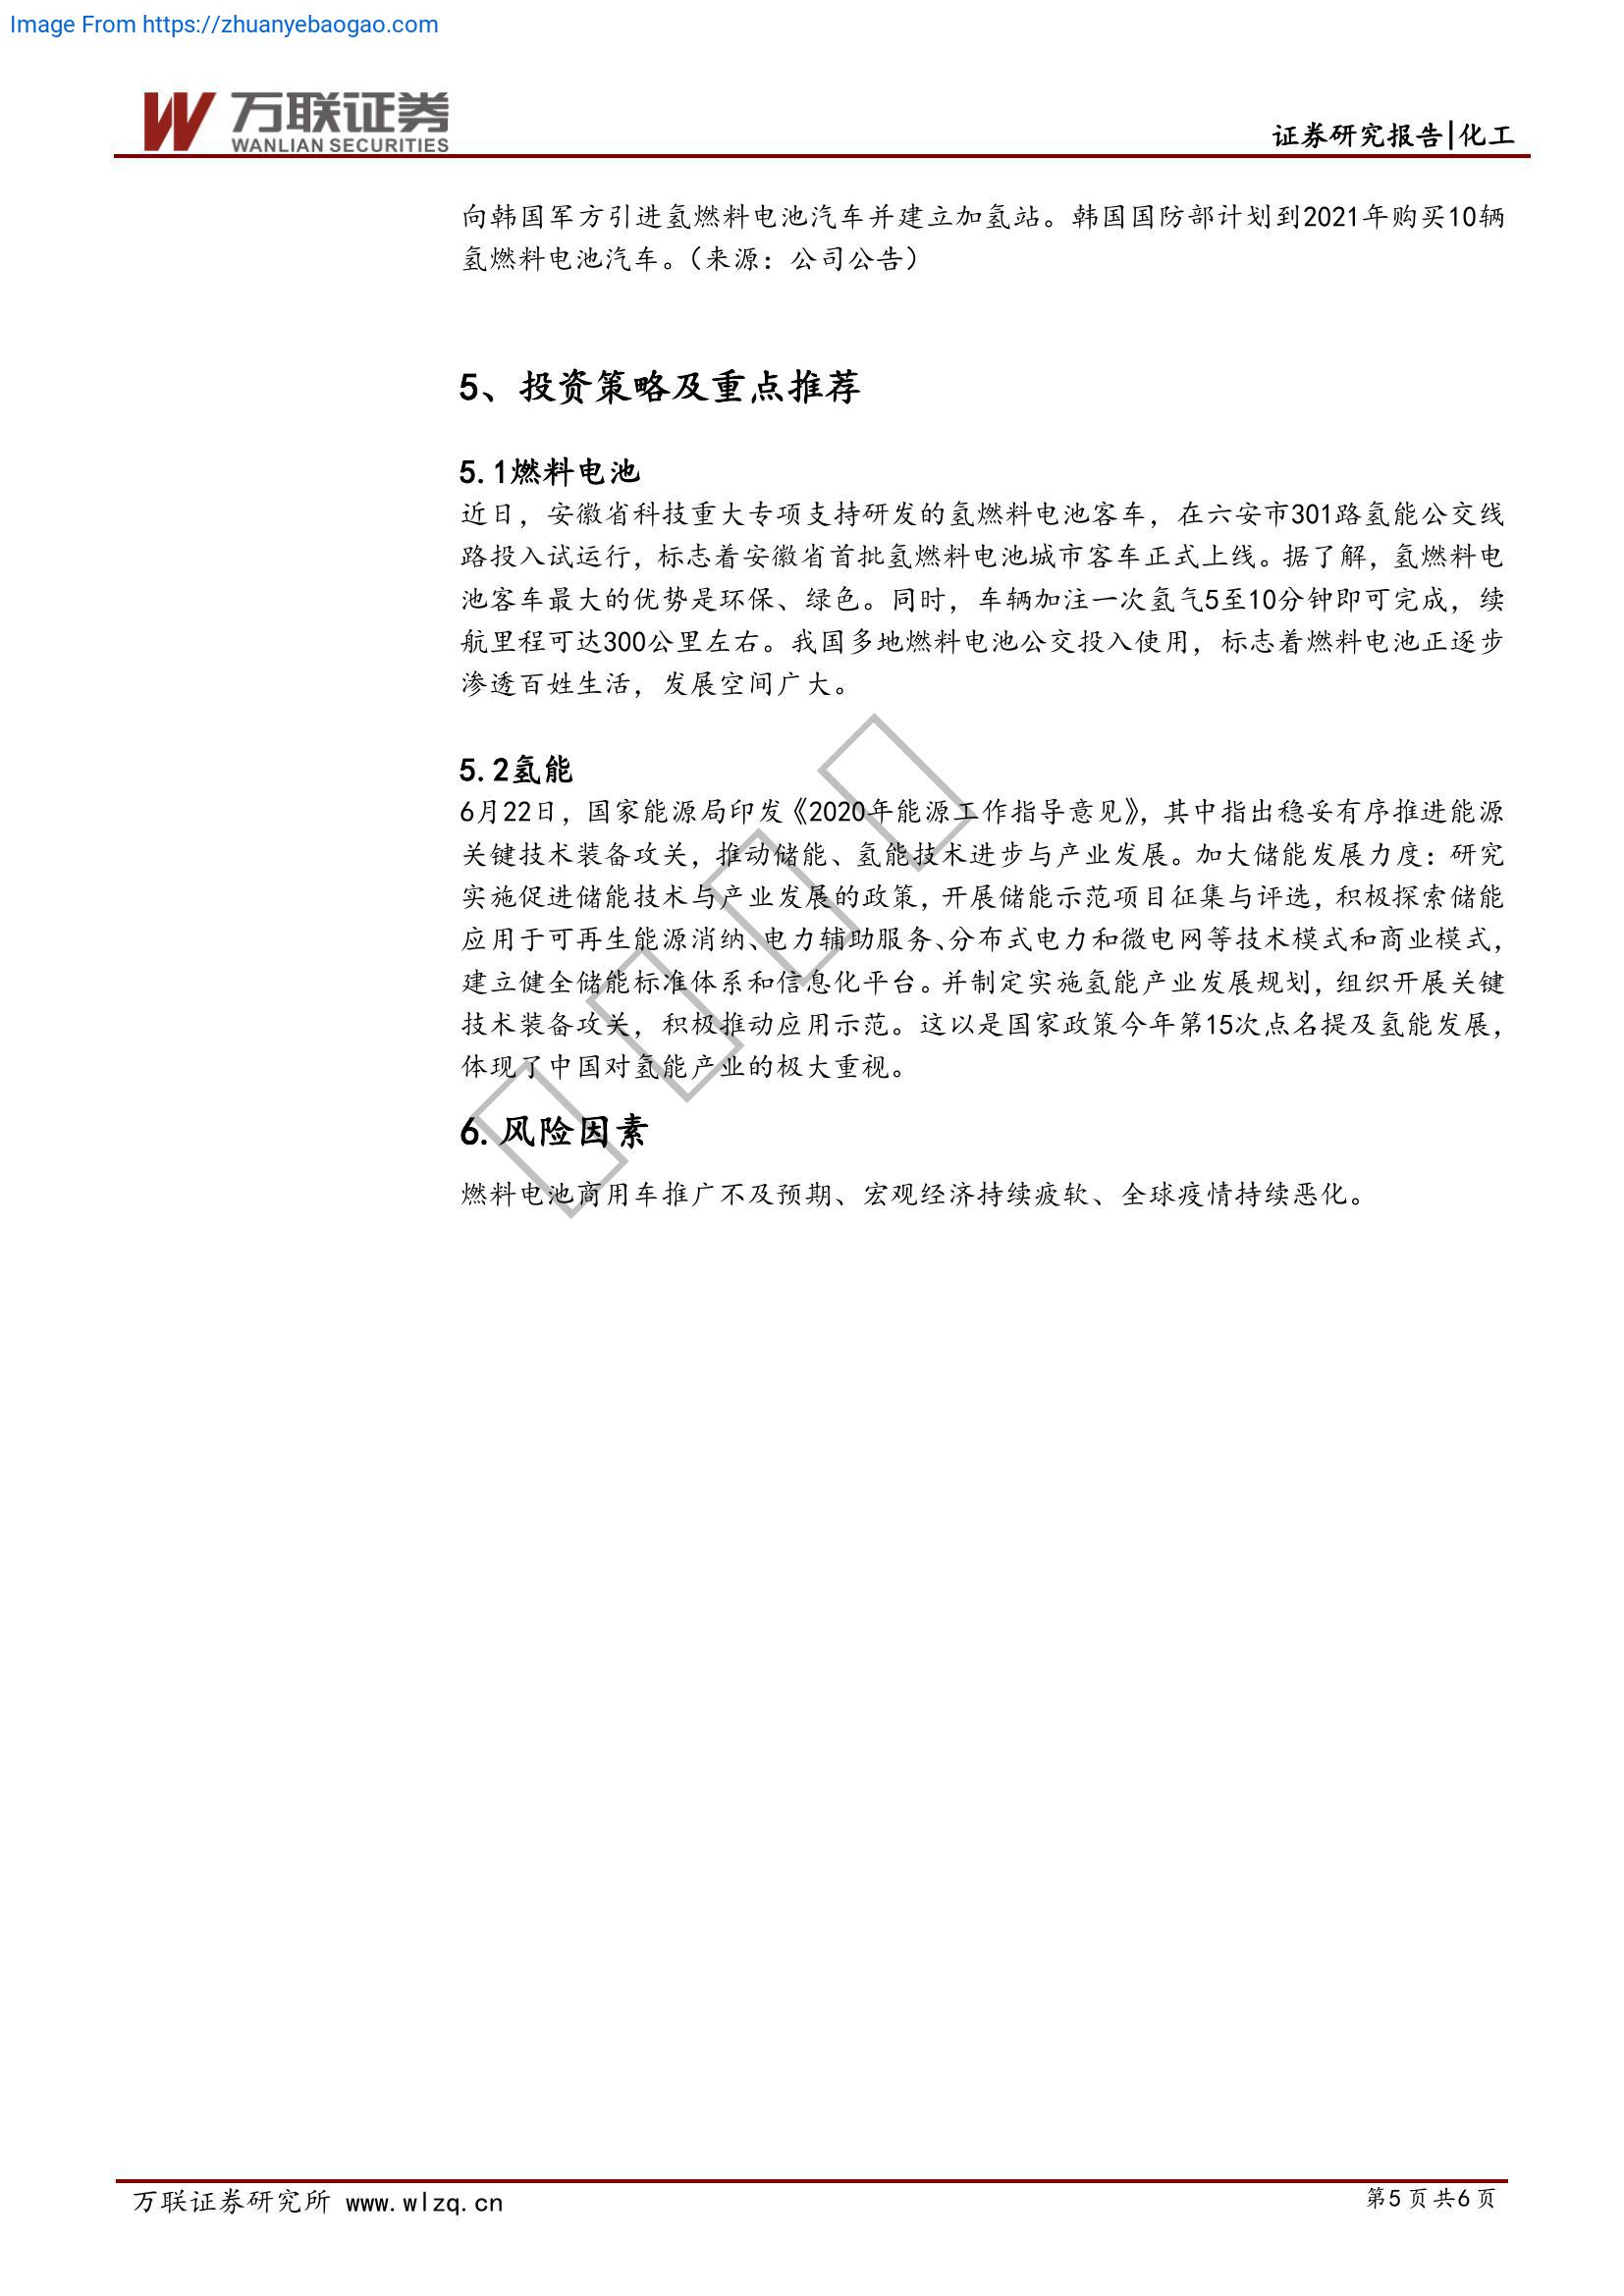 Image From https://zhuanyebaogao.com
万联证券
WANLIAN SECURITIES
证券研究报告|化工
向韩国军方引进氢燃料电池汽车并建立加氢站。韩国国防部计划到2021年购买10辆
氢燃料电池汽车。（来源：公司公告）
5、投资策略及重点推荐
5.1燃料电池
近日，安徽省科技重大专项支持研发的氢燃料电池客车，在六安市301路氢能公交线
路投入试运行，标志着安徽省首批氢燃料电池城市客车正式上线。据了解，氢燃料电
池客车最大的优势是环保、绿色。同时，车辆加注一次氢气5至10分钟即可完成，续
航里程可达300公里左右。我国多地燃料电池公交投入使用，标志着燃料电池正逐步
渗透百姓生活，发展空间广大。
5.2氢能
6月22日，国家能源局印发《2020年能源工作指导意见》，其中指出稳妥有序推进能源
关键技术装备攻关，推动储能、氢能技术进步与产业发展。加大储能发展力度：研究
实施促进储能技术与产业发展的政策，开展储能示范项目征集与评选，积极探索储能
应用于可再生能源消纳、电力辅助服务、分布式电力和微电网等技术模式和商业模式，
建立健全储能标准体系和信息化平台。并制定实施氢能产业发展规划，组织开展关键
技术装备攻关，积极推动应用示范。这以是国家政策今年第15次点名提及氢能发展，
体现了中国对氢能产业的极大重视。
6.风险因素
燃料电池商用车推广不及预期、宏观经济持续疲软、全球疫情持续恶化。
万联证券研究所 www.wlzq.cn
第5页共6页